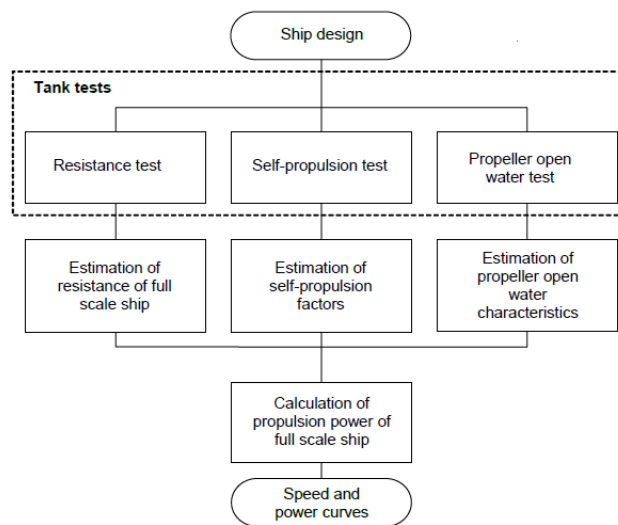 Ship design
Tank tests
Resistance test
Self-propulsion test
Propeller open
water test
Estimation of
resistance of full
scale ship
Estimation of
self-propulsion
factors
Estimation of
propeller open
water
characteristics
Calculation of
propulsion power of
full scale ship
Speed and
power curves